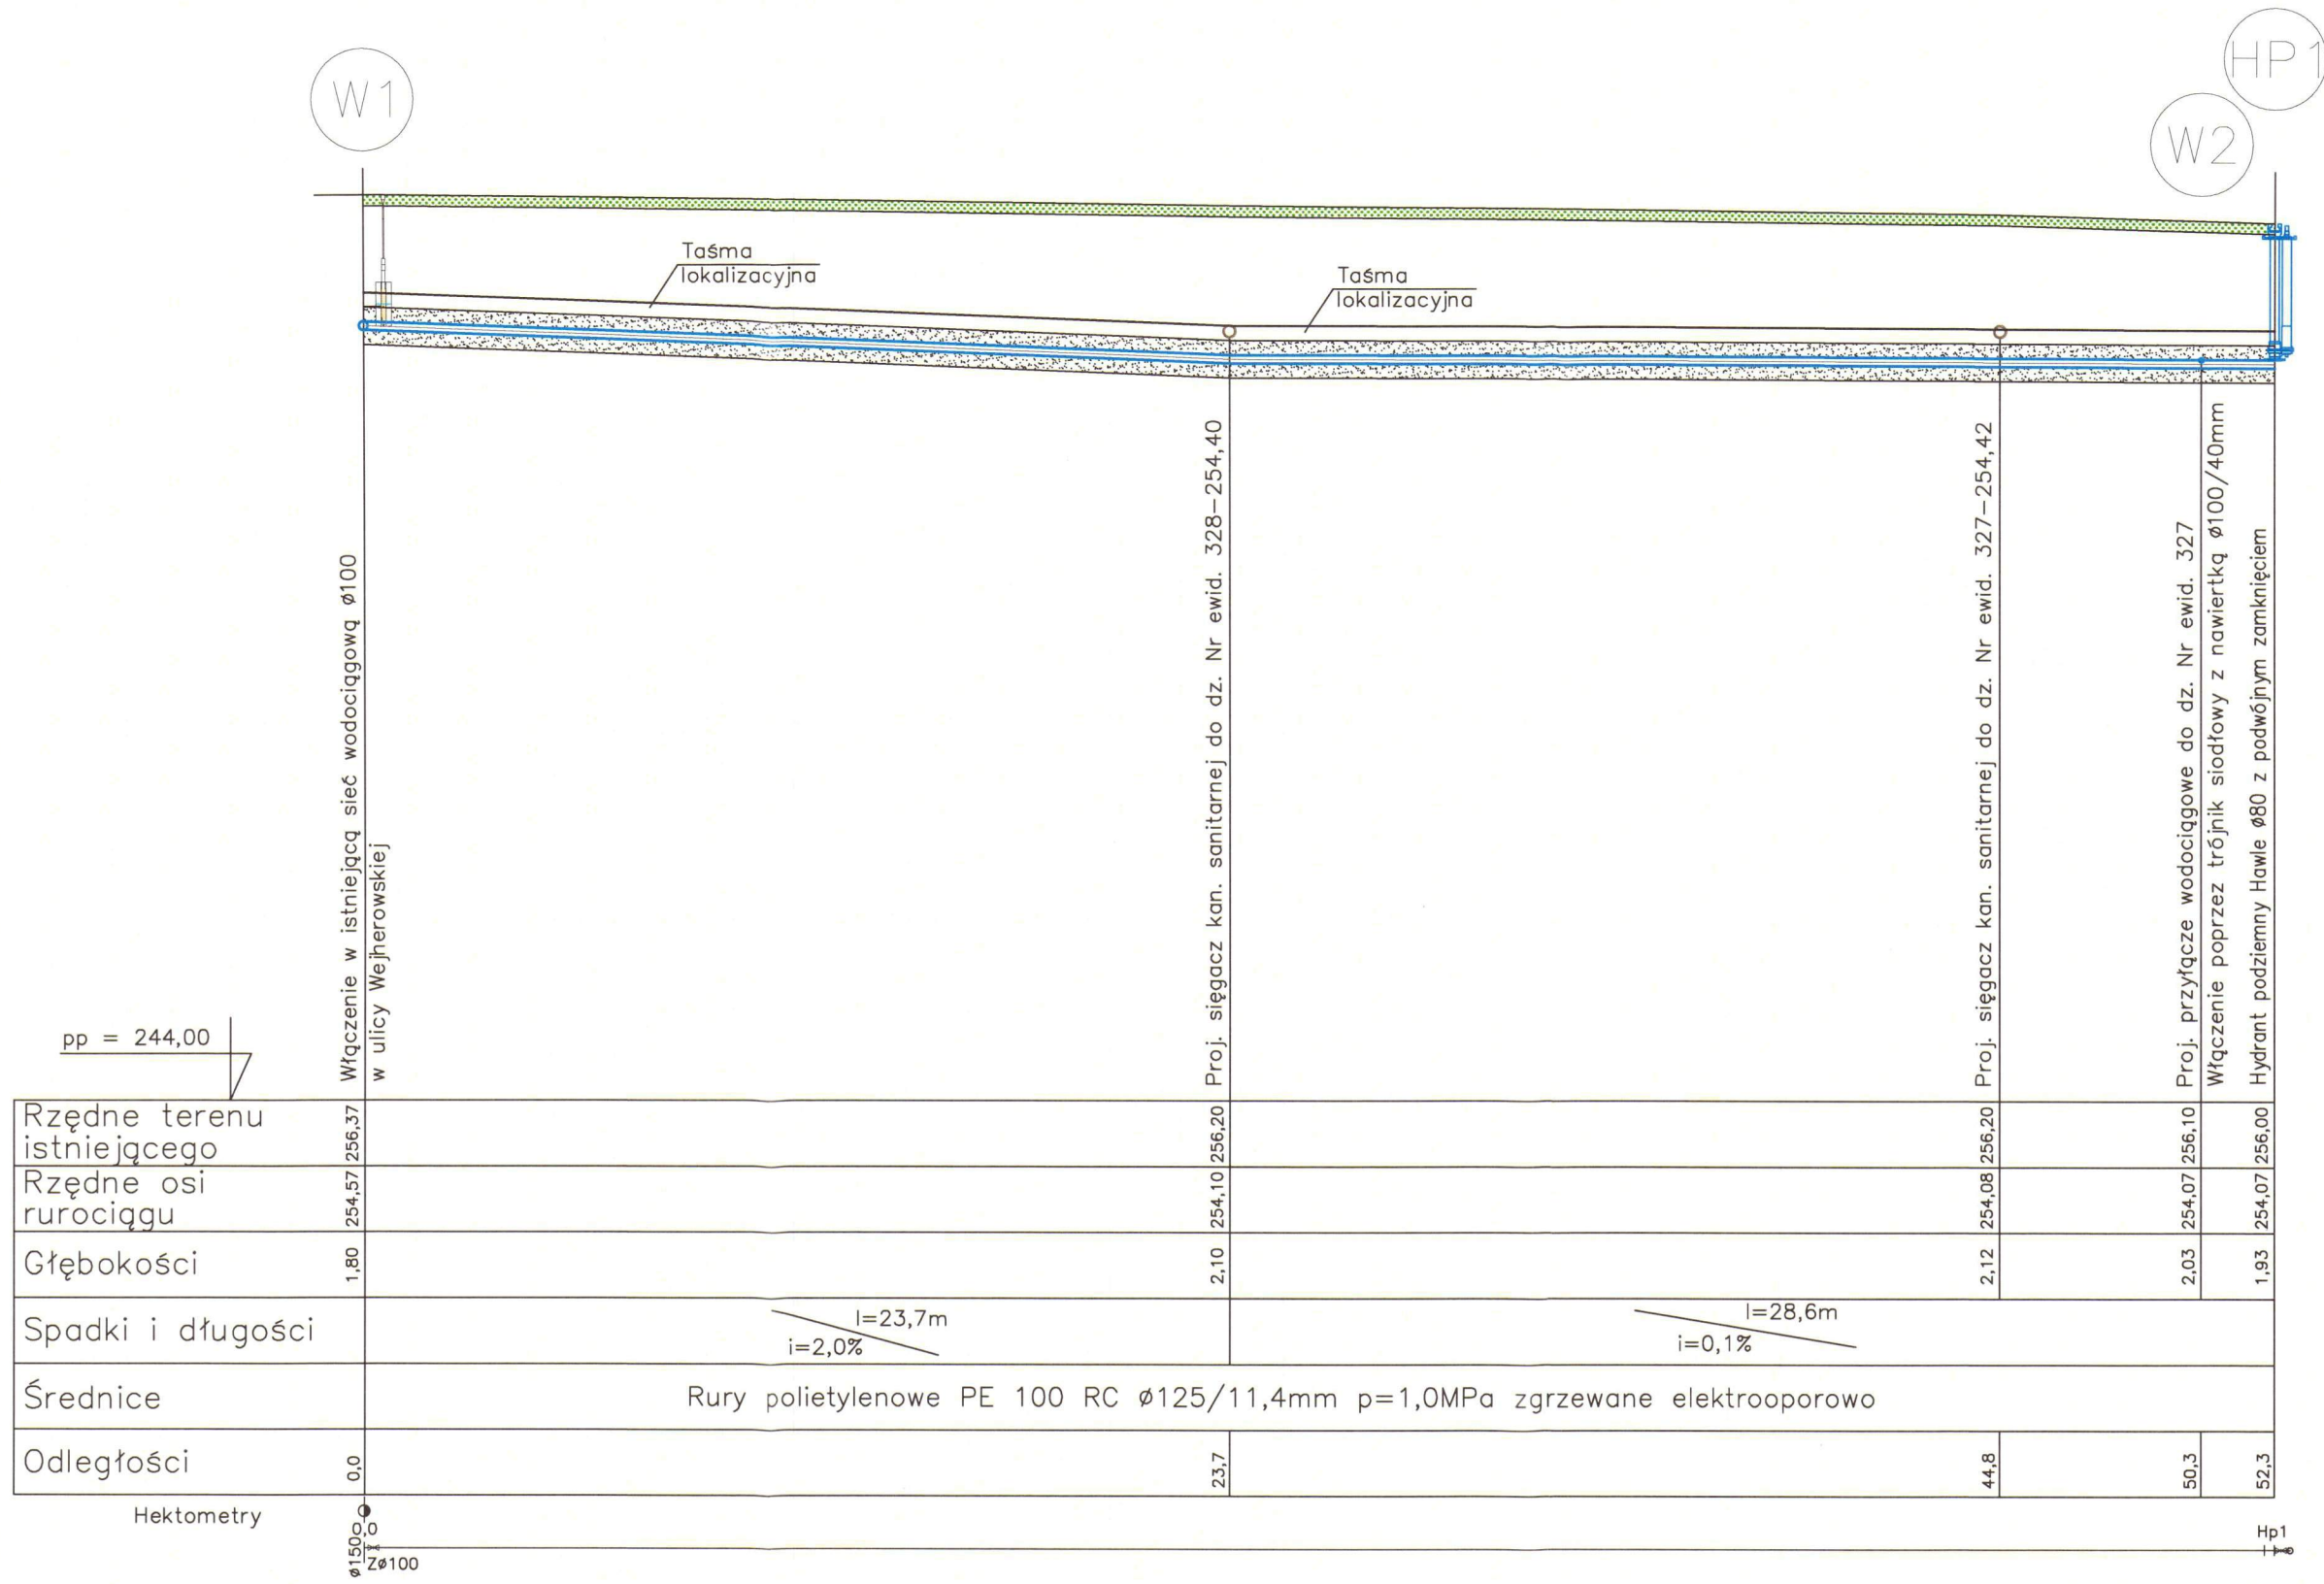 W1
HP1
W2
Taśma
lokalizacyjna
Taśma
lokalizacyjna
Włączenie w istniejącą sieć wodociągową ø100
w ulicy Wejherowskiej
Proj. sięgacz kan. sanitarnej do dz. Nr ewid. 328-254,40
Proj. sięgacz kan. sanitarnej do dz. Nr ewid. 327-254,42
Proj. przyłącze wodociągowe do dz. Nr ewid. 327
Włączenie poprzez trójnik siodłowy z nawiertką ø100/40mm
Hydrant podziemny Hawle ø80 z podwójnym zamknięciem
pp = 244,00
Rzędne terenu
istniejącego
256,37 256,20 256,20 256,10 256,00
Rzędne osi
rurociągu
254,57 254,10 254,08 254,07 254,07
Głębokości 1,80 2,10 2,12 2,03 1,93
Spadki i długości
l=23,7m
i=2,0%
l=28,6m
i=0,1%
Średnice Rury polietylenowe PE 100 RC ø125/11,4mm p=1,0MPa zgrzewane elektrooporowo
Odległości 0,0 23,7 44,8 50,3 52,3
Hektometry
0,0
ø150
Zø100
Hp1